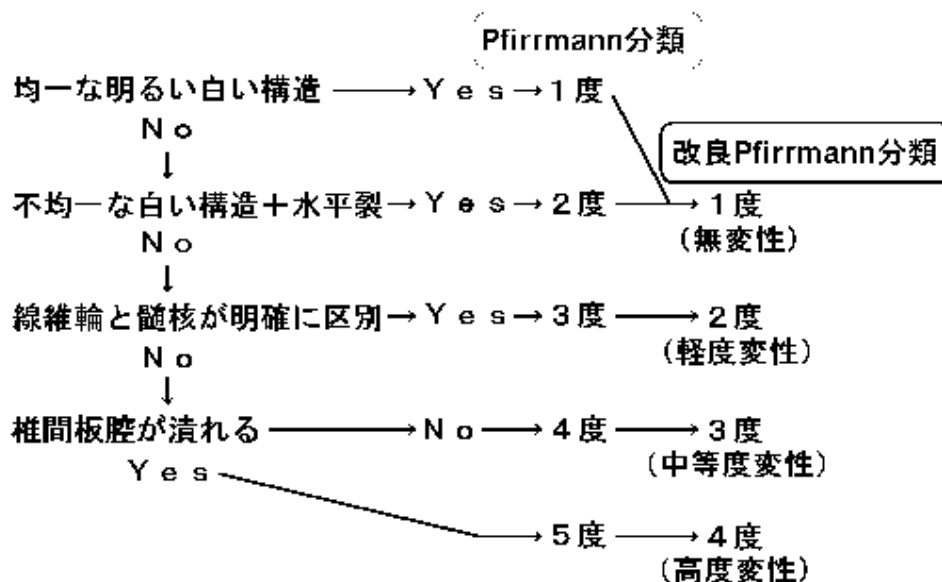 Pfirrmann分類
均一な明るい白い構造 → Yes → 1度
No
↓
改良Pfirrmann分類
不均一な白い構造+水平裂 → Yes → 2度 → 1度
(無変性)
No
↓
線維輪と髄核が明確に区別 → Yes → 3度 → 2度
(軽度変性)
No
↓
椎間板腔が潰れる → No → 4度 → 3度
(中等度変性)
Yes
→ 5度 → 4度
(高度変性)